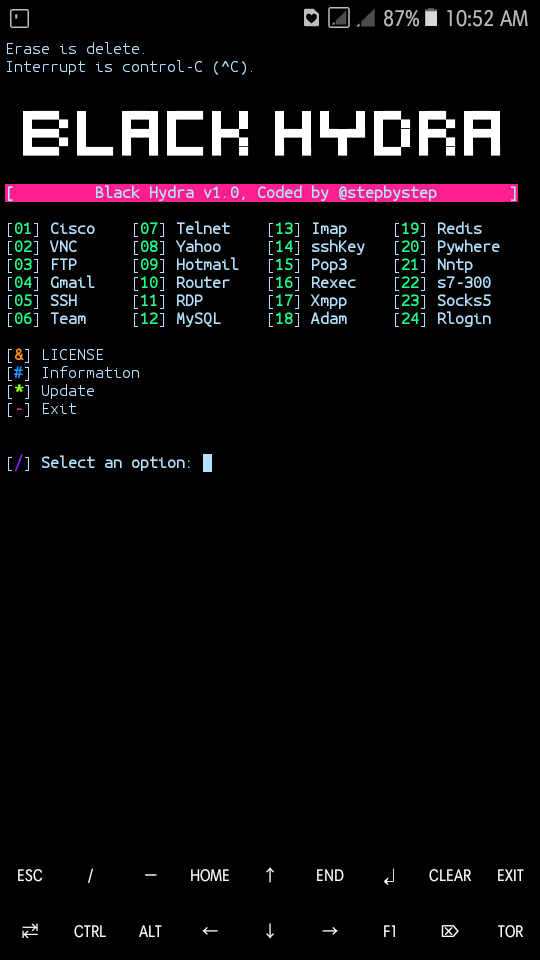 87% 10:52 AM
Erase is delete.
Interrupt is control-C (^C).
BLACK HYDRA
[ Black Hydra v1.0, Coded by @stepbystep ]
[01] Cisco [07] Telnet [13] Imap [19] Redis
[02] VNC [08] Yahoo [14] sshKey [20] Pywhere
[03] FTP [09] Hotmail [15] Pop3 [21] Nntp
[04] Gmail [10] Router [16] Rexec [22] s7-300
[05] SSH [11] RDP [17] Xmpp [23] Socks5
[06] Team [12] MySQL [18] Adam [24] Rlogin
[&] LICENSE
[#] Information
[*] Update
[-] Exit
[/] Select an option:
ESC / — HOME ↑ END ↲ CLEAR EXIT
⇄ CTRL ALT ← ↓ → F1 ⌦ TOR